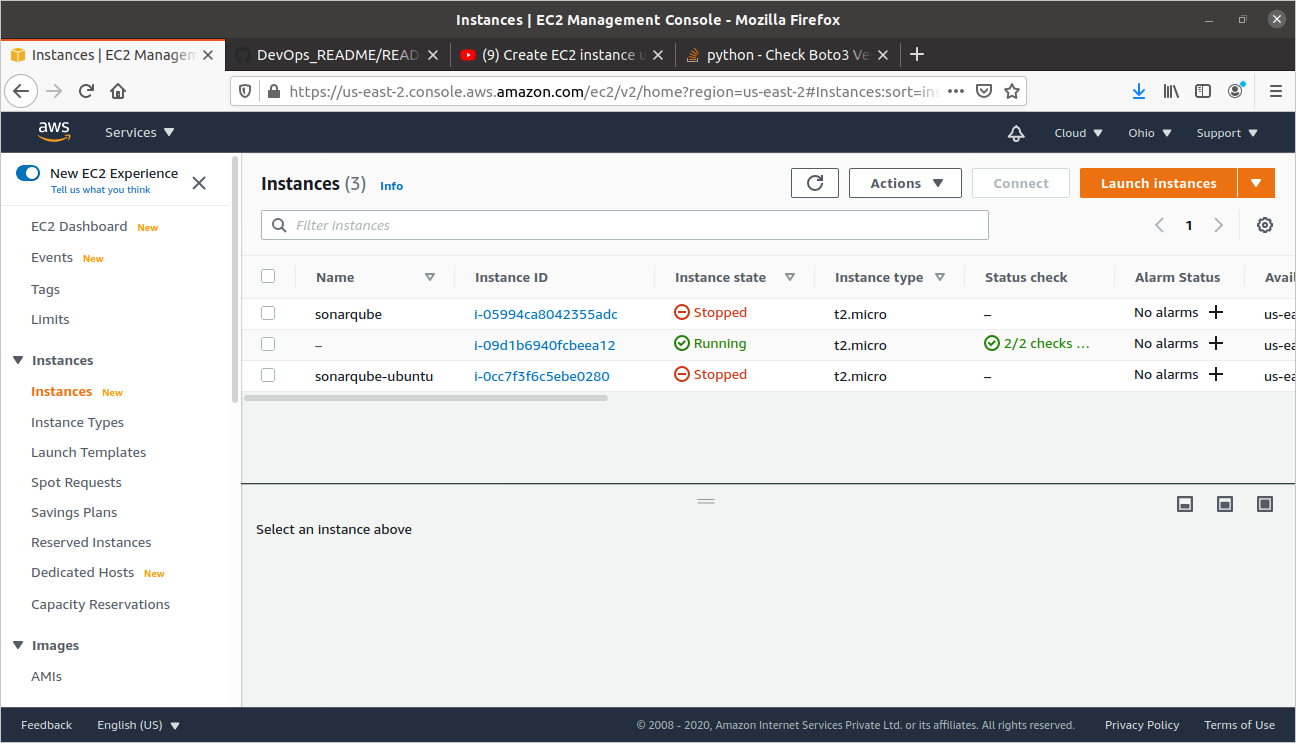 Instances | EC2 Management Console - Mozilla Firefox
Instances | EC2 Managem
DevOps_README/READ
(9) Create EC2 instance u
python - Check Boto3 Ve
https://us-east-2.console.aws.amazon.com/ec2/v2/home?region=us-east-2#Instances:sort=ins
aws
Services
Cloud
Ohio
Support
New EC2 Experience
Tell us what you think
EC2 Dashboard New
Events New
Tags
Limits
Instances
Instances New
Instance Types
Launch Templates
Spot Requests
Savings Plans
Reserved Instances
Dedicated Hosts New
Capacity Reservations
Images
AMIs
Instances (3) Info
Actions
Connect
Launch instances
Filter instances
1
Name Instance ID Instance state Instance type Status check Alarm Status Avai
sonarqube i-05994ca8042355adc Stopped t2.micro – No alarms + us-ea
– i-09d1b6940fcbeea12 Running t2.micro 2/2 checks ... No alarms + us-ea
sonarqube-ubuntu i-0cc7f3f6c5ebe0280 Stopped t2.micro – No alarms + us-ea
Select an instance above
Feedback English (US) © 2008 - 2020, Amazon Internet Services Private Ltd. or its affiliates. All rights reserved. Privacy Policy Terms of Use